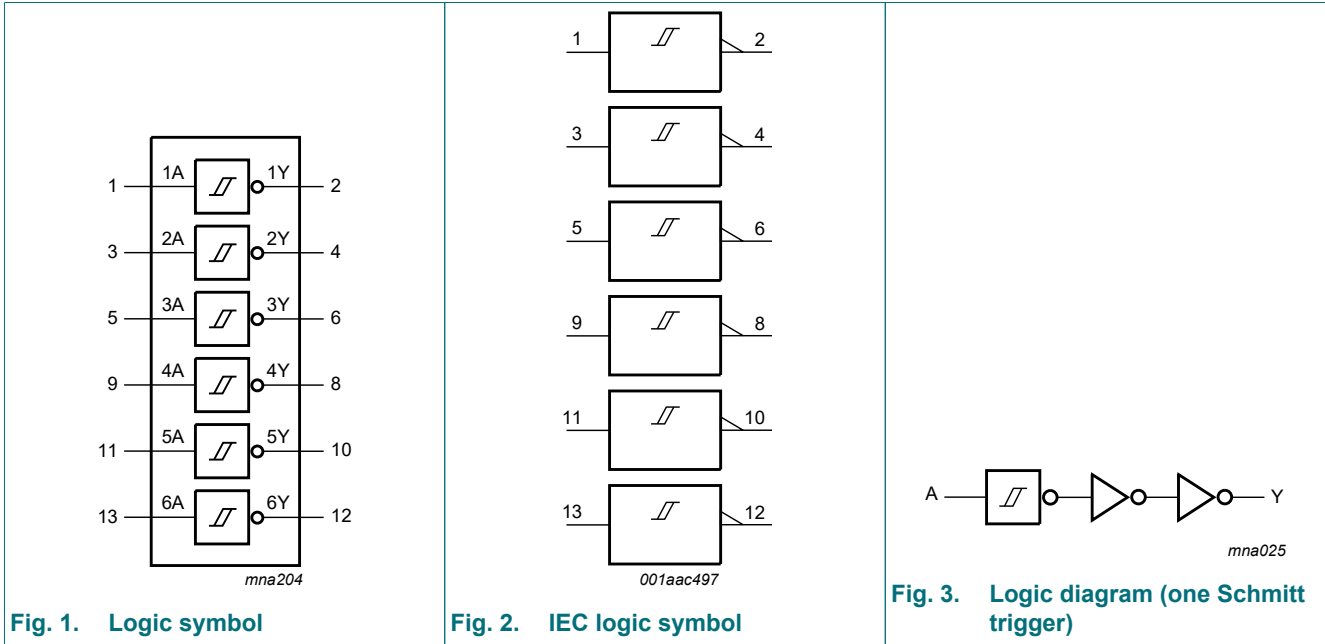 1 1A 1Y 2
3 2A 2Y 4
5 3A 3Y 6
9 4A 4Y 8
11 5A 5Y 10
13 6A 6Y 12
mna204
Fig. 1. Logic symbol
1 2
3 4
5 6
9 8
11 10
13 12
001aac497
Fig. 2. IEC logic symbol
A Y
mna025
Fig. 3. Logic diagram (one Schmitt
trigger)